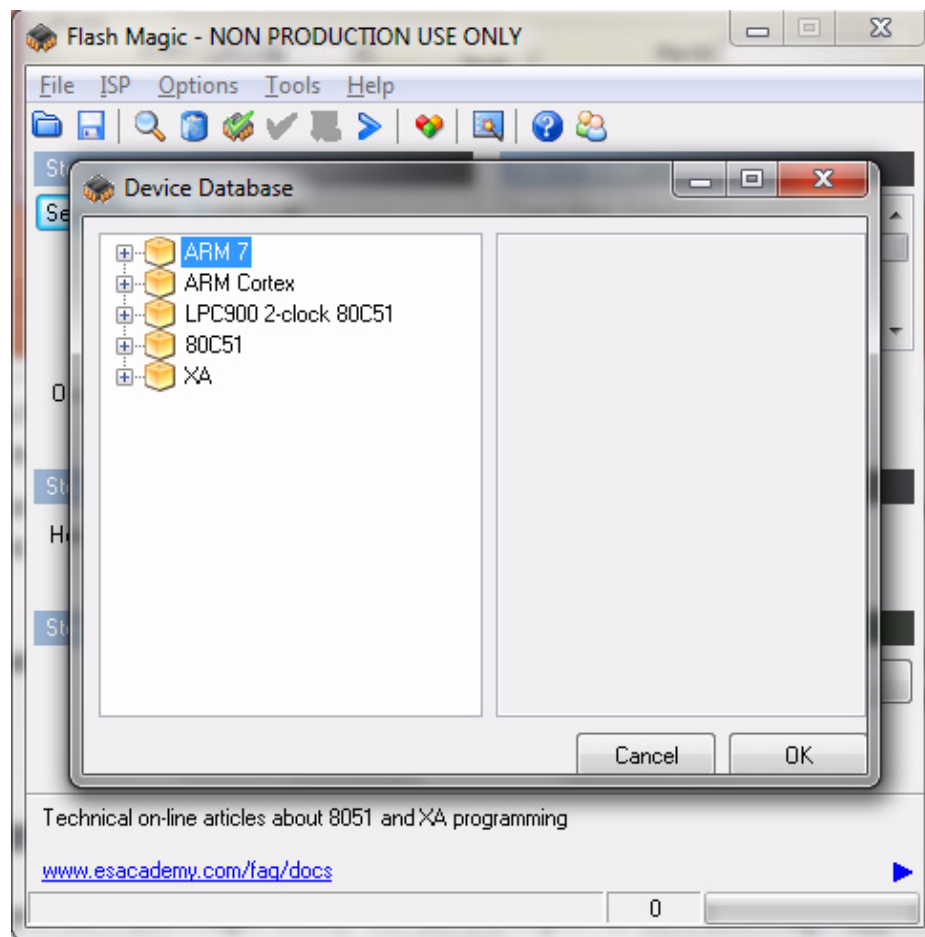 Flash Magic - NON PRODUCTION USE ONLY
File ISP Options Tools Help
Device Database
ARM 7
ARM Cortex
LPC900 2-clock 80C51
80C51
XA
Cancel OK
Technical on-line articles about 8051 and XA programming
www.esacademy.com/faq/docs
0